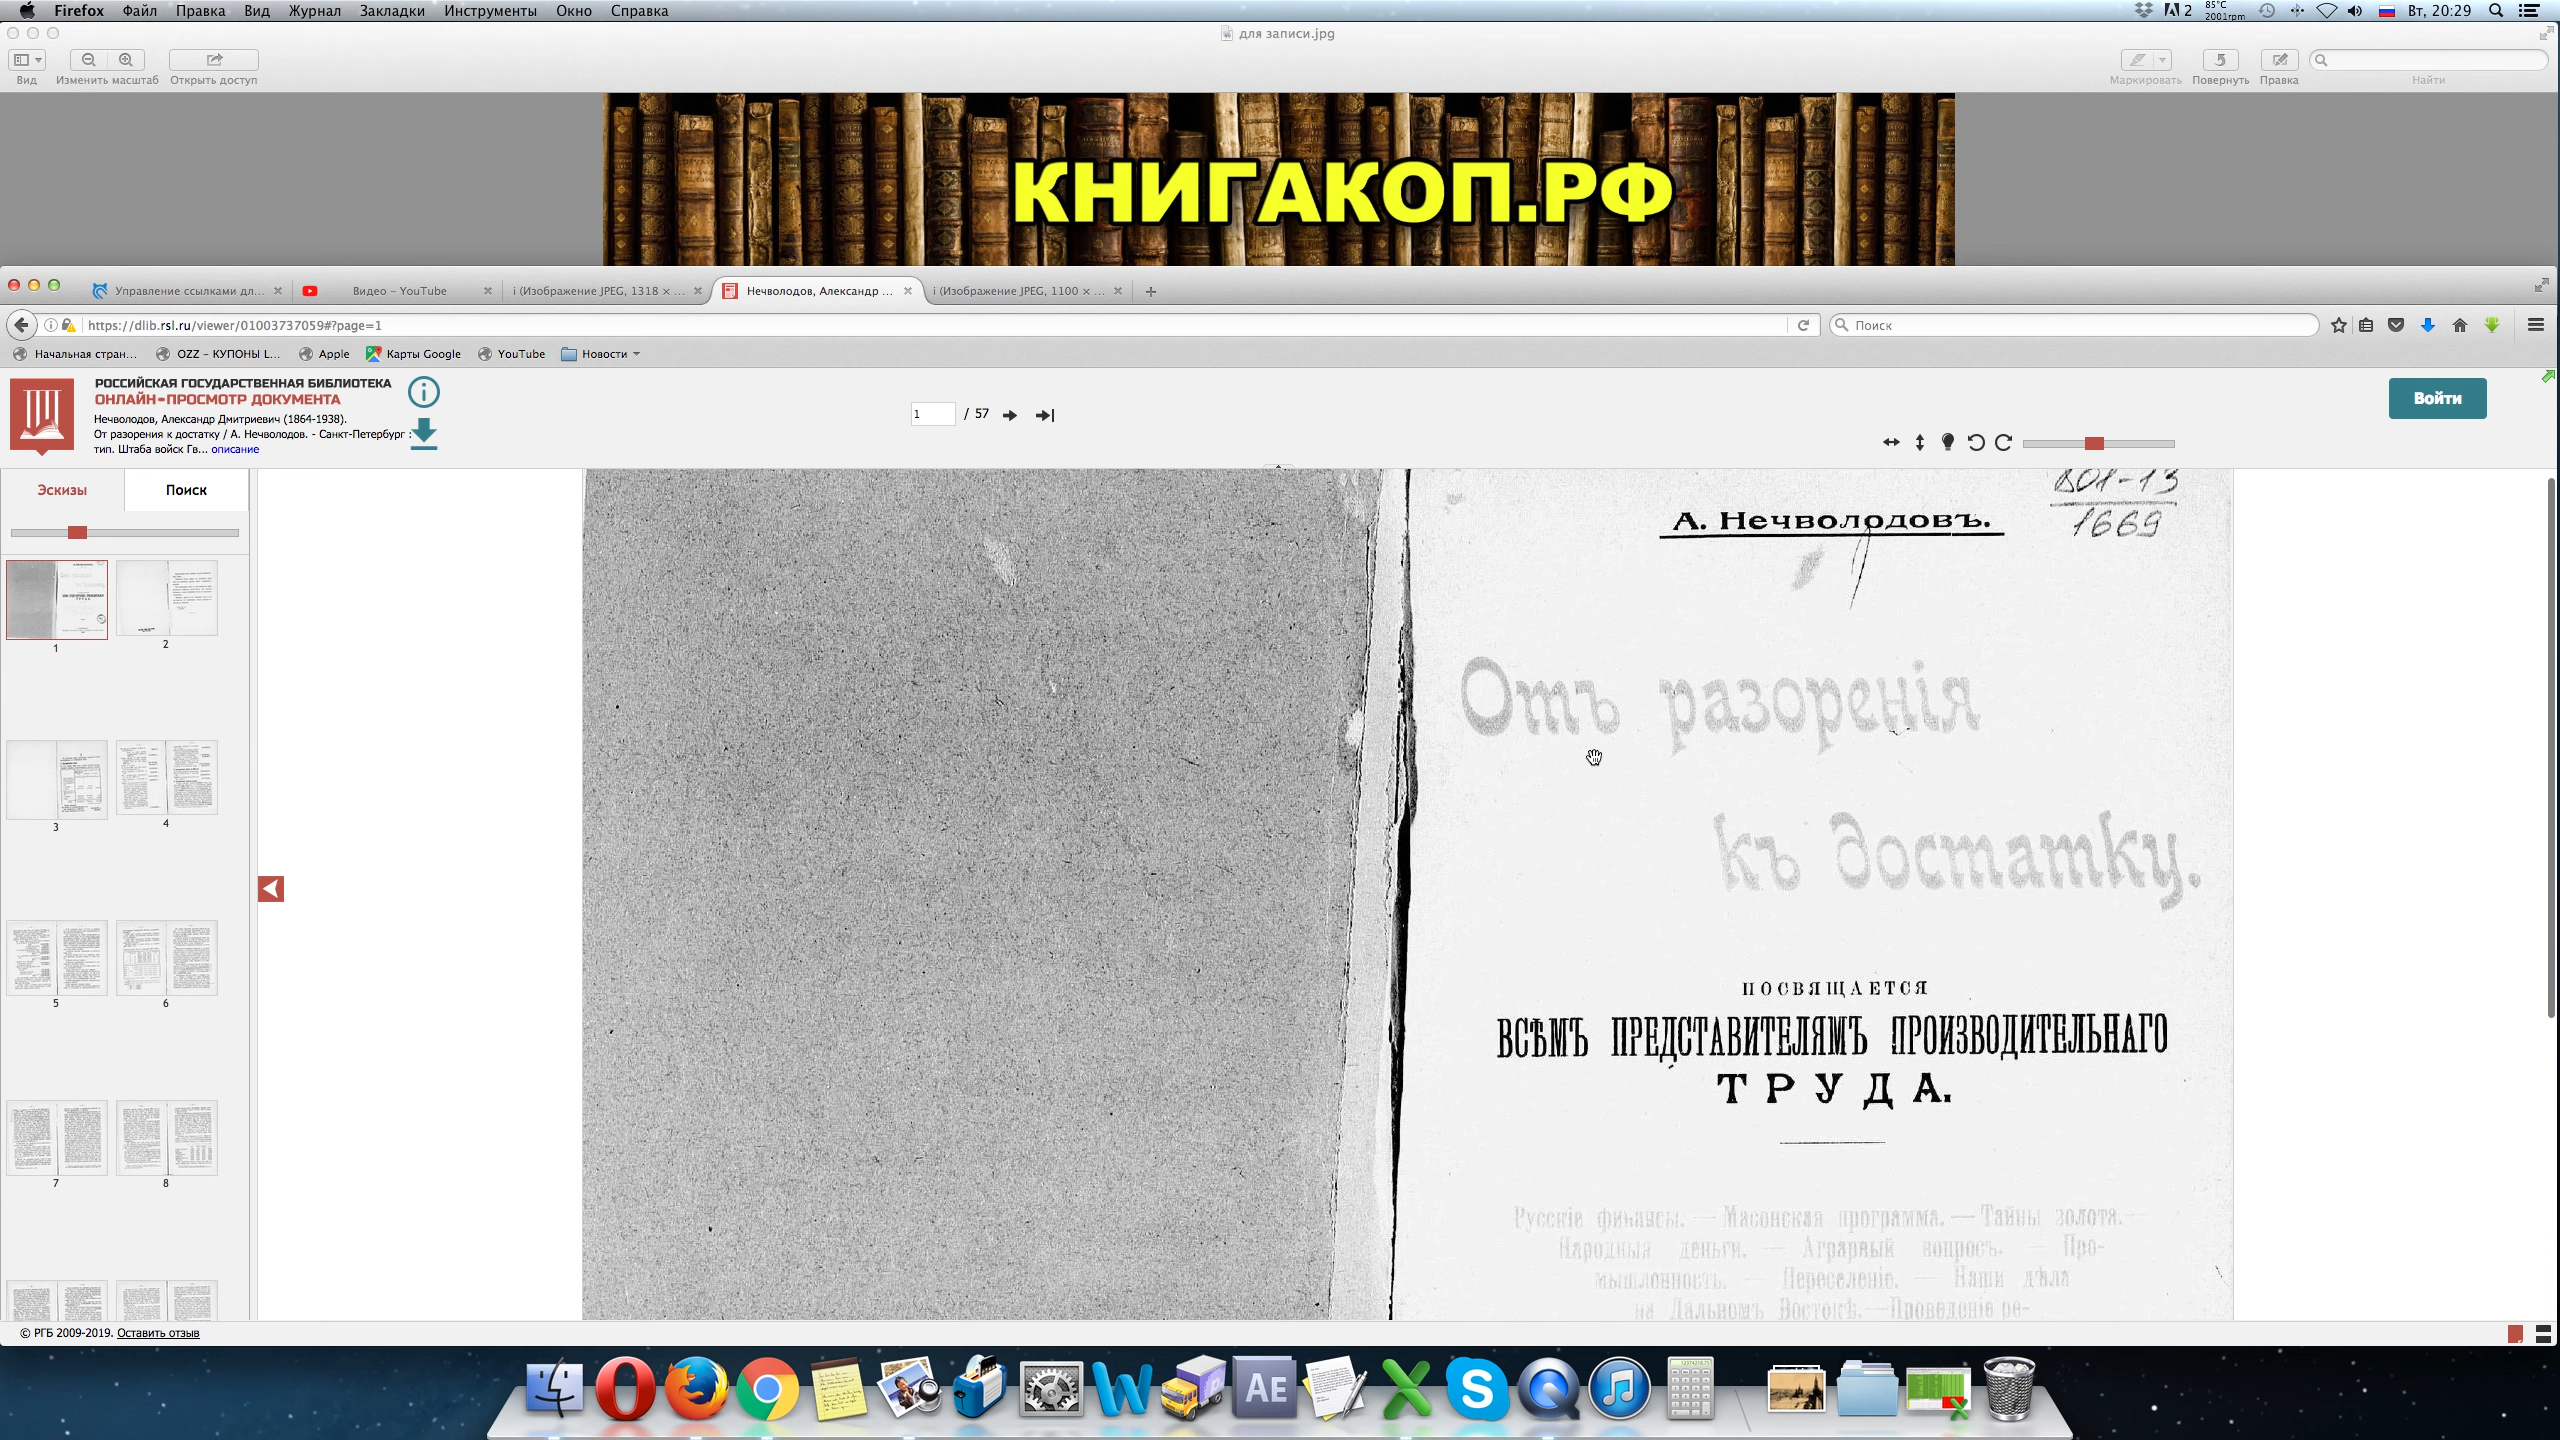 Firefox Файл Правка Вид Журнал Закладки Инструменты Окно Справка
2 85°C 2001rpm Вт, 20:29
для записи.jpg
Вид Изменить масштаб Открыть доступ Маркировать Повернуть Правка Найти
КНИГАКОП.РФ
Управление ссылками дл... Видео – YouTube i (Изображение JPEG, 1318 × ... Нечволодов, Александр ... i (Изображение JPEG, 1100 × ...
https://dlib.rsl.ru/viewer/01003737059#?page=1 Поиск
Начальная стран... OZZ – КУПОНЫ L... Apple Карты Google YouTube Новости
РОССИЙСКАЯ ГОСУДАРСТВЕННАЯ БИБЛИОТЕКА
ОНЛАЙН-ПРОСМОТР ДОКУМЕНТА
Нечволодов, Александр Дмитриевич (1864-1938).
От разорения к достатку / А. Нечволодов. - Санкт-Петербург :
тип. Штаба войск Гв... описание
1 / 57
Войти
Эскизы Поиск
1 2
3 4
5 6
7 8
801-13
1669
А. Нечволодовъ.
Отъ разоренія
къ достатку.
ПОСВЯЩАЕТСЯ
ВСѢМЪ ПРЕДСТАВИТЕЛЯМЪ ПРОИЗВОДИТЕЛЬНАГО
ТРУДА.
Русскіе финансы. — Масонская программа. — Тайны золота. —
Народныя деньги. — Аграрный вопросъ. — Про-
мышленность. — Переселеніе. — Наши дѣла
на Дальнемъ Востокѣ. — Проведеніе ре-
© РГБ 2009-2019. Оставить отзыв
W AE X S